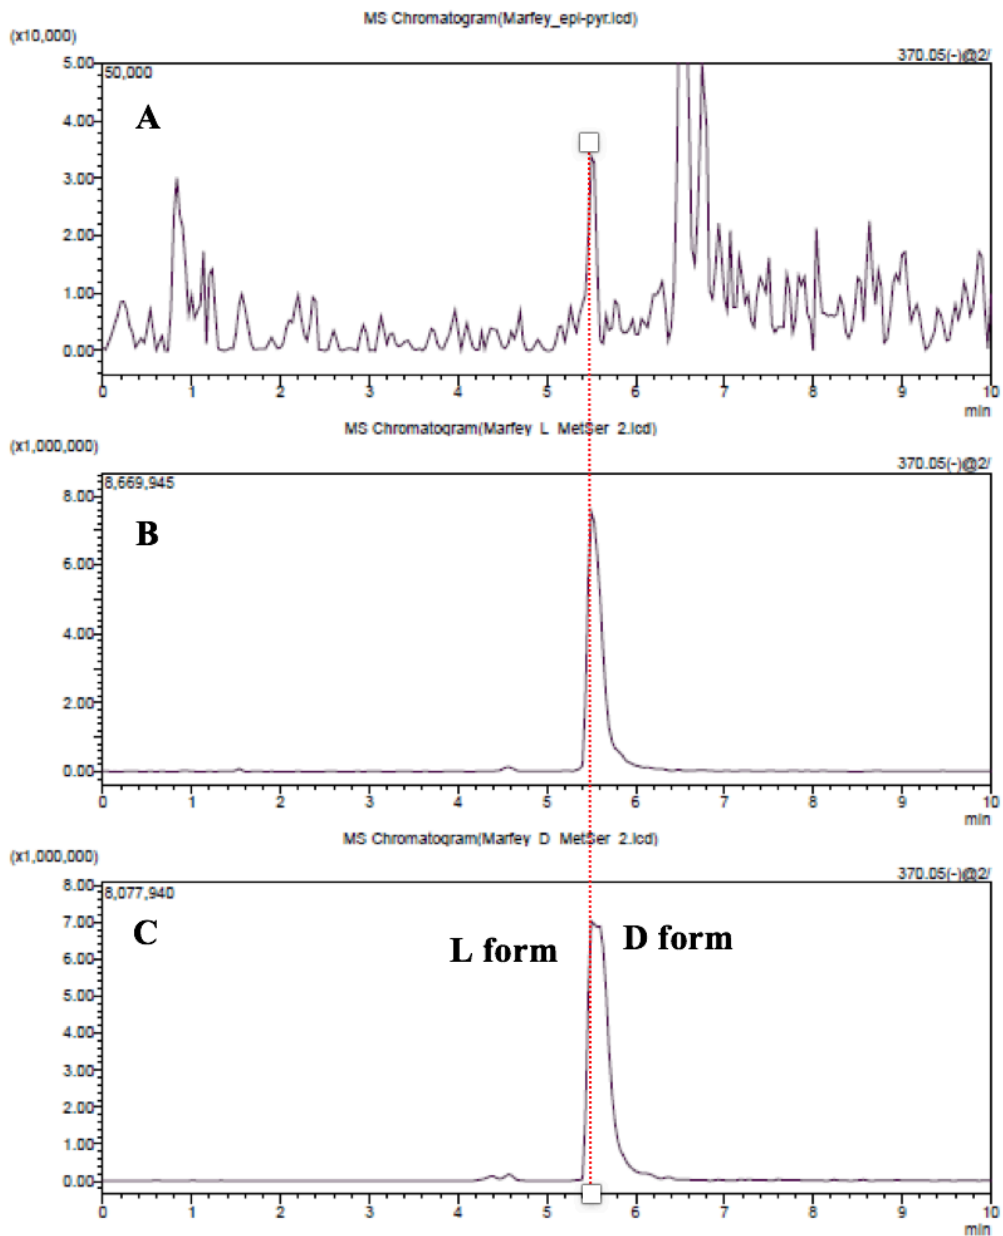 MS Chromatogram(Marfey_epi-pyr.lcd)
(x10,000)
370.05(-)@2/
5.00
50,000
A
4.00
3.00
2.00
1.00
0.00
0 1 2 3 4 5 6 7 8 9 10
min
MS Chromatogram(Marfey_L_MetSer_2.lcd)
(x1,000,000)
370.05(-)@2/
8,669,945
8.00
B
6.00
4.00
2.00
0.00
0 1 2 3 4 5 6 7 8 9 10
min
MS Chromatogram(Marfey_D_MetSer_2.lcd)
(x1,000,000)
370.05(-)@2/
8.00
8,077,940
C
L form
D form
7.00
6.00
5.00
4.00
3.00
2.00
1.00
0.00
0 1 2 3 4 5 6 7 8 9 10
min